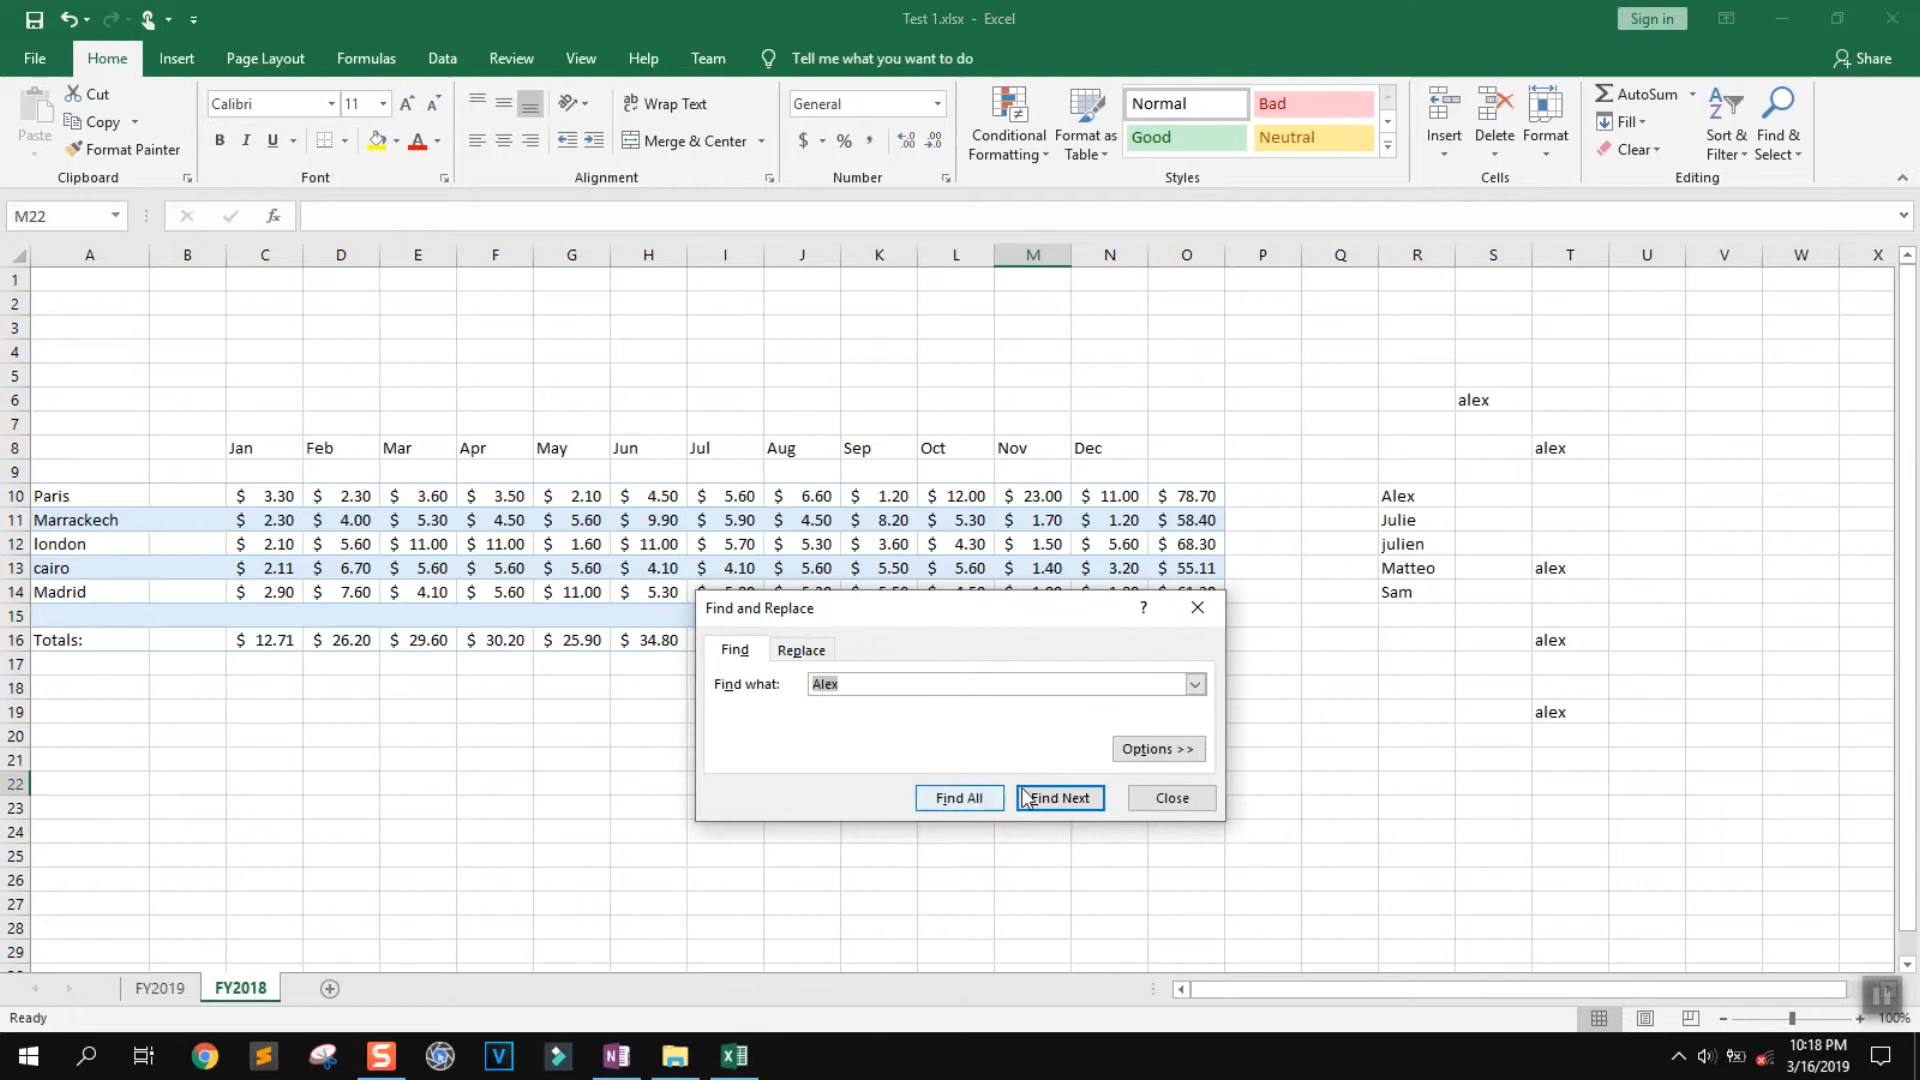 Test 1.xlsx - Excel
Sign in
File Home Insert Page Layout Formulas Data Review View Help Team Tell me what you want to do Share
Paste
Cut
Copy
Format Painter
Clipboard
Calibri 11
B I U
Font
Wrap Text
Merge & Center
Alignment
General
$ % ,
Number
Conditional Formatting
Format as Table
Normal Bad
Good Neutral
Styles
Insert Delete Format
Cells
AutoSum
Fill
Clear
Sort & Filter
Find & Select
Editing
M22 fx
A B C D E F G H I J K L M N O P Q R S T U V W X
1
2
3
4
5
6 alex
7
8 Jan Feb Mar Apr May Jun Jul Aug Sep Oct Nov Dec alex
9
10 Paris $ 3.30 $ 2.30 $ 3.60 $ 3.50 $ 2.10 $ 4.50 $ 5.60 $ 6.60 $ 1.20 $ 12.00 $ 23.00 $ 11.00 $ 78.70 Alex
11 Marrackech $ 2.30 $ 4.00 $ 5.30 $ 4.50 $ 5.60 $ 9.90 $ 5.90 $ 4.50 $ 8.20 $ 5.30 $ 1.70 $ 1.20 $ 58.40 Julie
12 london $ 2.10 $ 5.60 $ 11.00 $ 11.00 $ 1.60 $ 11.00 $ 5.70 $ 5.30 $ 3.60 $ 4.30 $ 1.50 $ 5.60 $ 68.30 julien
13 cairo $ 2.11 $ 6.70 $ 5.60 $ 5.60 $ 5.60 $ 4.10 $ 4.10 $ 5.60 $ 5.50 $ 5.60 $ 1.40 $ 3.20 $ 55.11 Matteo alex
14 Madrid $ 2.90 $ 7.60 $ 4.10 $ 5.60 $ 11.00 $ 5.30 Sam
15
16 Totals: $ 12.71 $ 26.20 $ 29.60 $ 30.20 $ 25.90 $ 34.80 alex
17
18
19 alex
20
21
22
23
24
25
26
27
28
29
Find and Replace ?
Find Replace
Find what: Alex
Options >>
Find All Find Next Close
FY2019 FY2018
Ready 100%
10:18 PM
3/16/2019